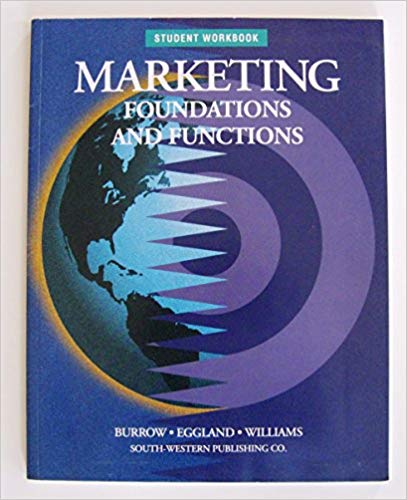 STUDENT WORKBOOK
MARKETING
FOUNDATIONS
AND FUNCTIONS
BURROW • EGGLAND • WILLIAMS
SOUTH-WESTERN PUBLISHING CO.